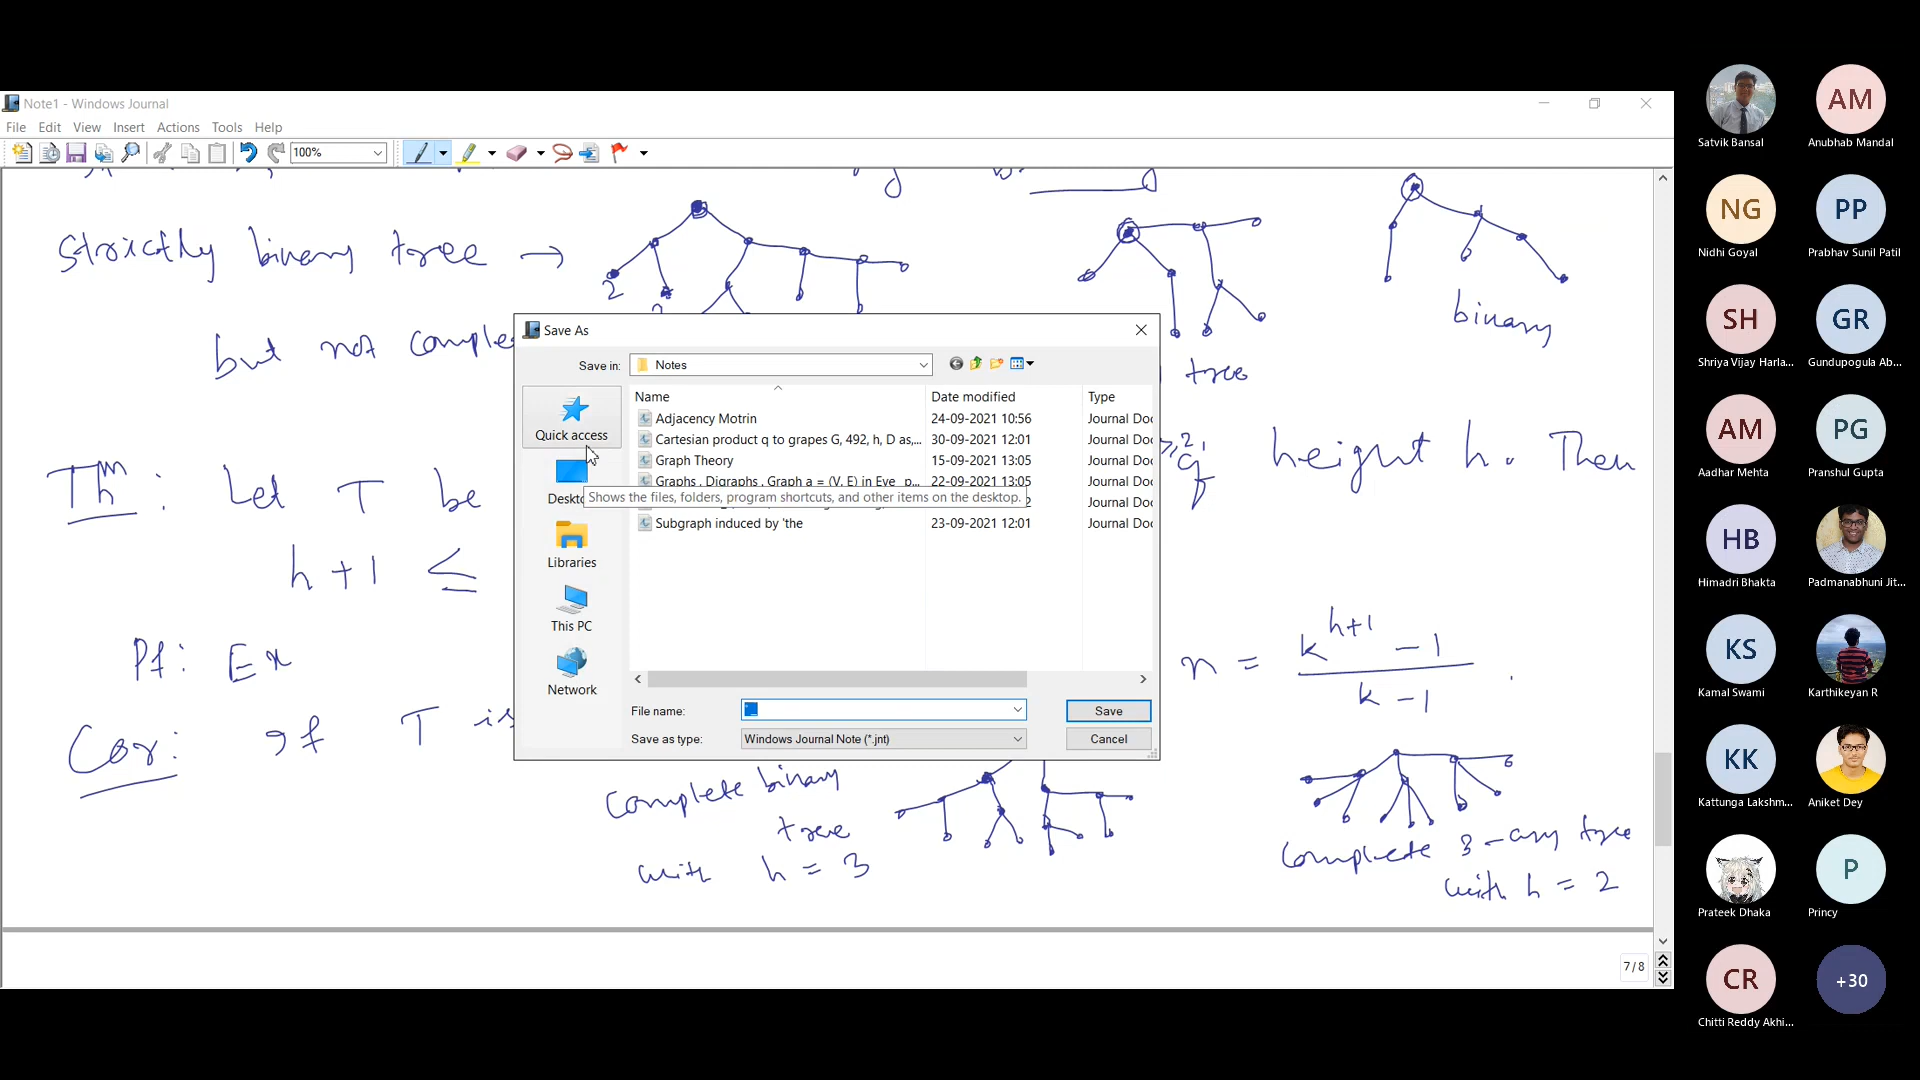 Note1 - Windows Journal
File Edit View Insert Actions Tools Help
100%
strictly binary tree →
but not comple
2
binary
tree
Save As
Save in: Notes
Name Date modified Type
Adjacency Motrin 24-09-2021 10:56 Journal Doc
Cartesian product q to grapes G, 492, h, D as,... 30-09-2021 12:01 Journal Doc
Graph Theory 15-09-2021 13:05 Journal Doc
Graphs , Digraphs , Graph a = (V, E) in Eve p... 22-09-2021 13:05 Journal Doc
Journal Doc
Subgraph induced by 'the 23-09-2021 12:01 Journal Doc
Quick access
Desktop
Shows the files, folders, program shortcuts, and other items on the desktop.
Libraries
This PC
Network
File name:
Save as type: Windows Journal Note (*.jnt)
Save
Cancel
Thm : Let T be
height h. Then
h+1 ≤
Pf: Ex
n = k^(h+1) - 1 / k - 1 .
Cor: If T is
Complete binary
tree
with h = 3
Complete 3-ary tree
with h = 2
7/8
Satvik Bansal
AM
Anubhab Mandal
NG
Nidhi Goyal
PP
Prabhav Sunil Patil
SH
Shriya Vijay Harla...
GR
Gundupogula Ab...
AM
Aadhar Mehta
PG
Pranshul Gupta
HB
Himadri Bhakta
Padmanabhuni Jit...
KS
Kamal Swami
Karthikeyan R
KK
Kattunga Lakshm...
Aniket Dey
Prateek Dhaka
P
Princy
CR
Chitti Reddy Akhi...
+30